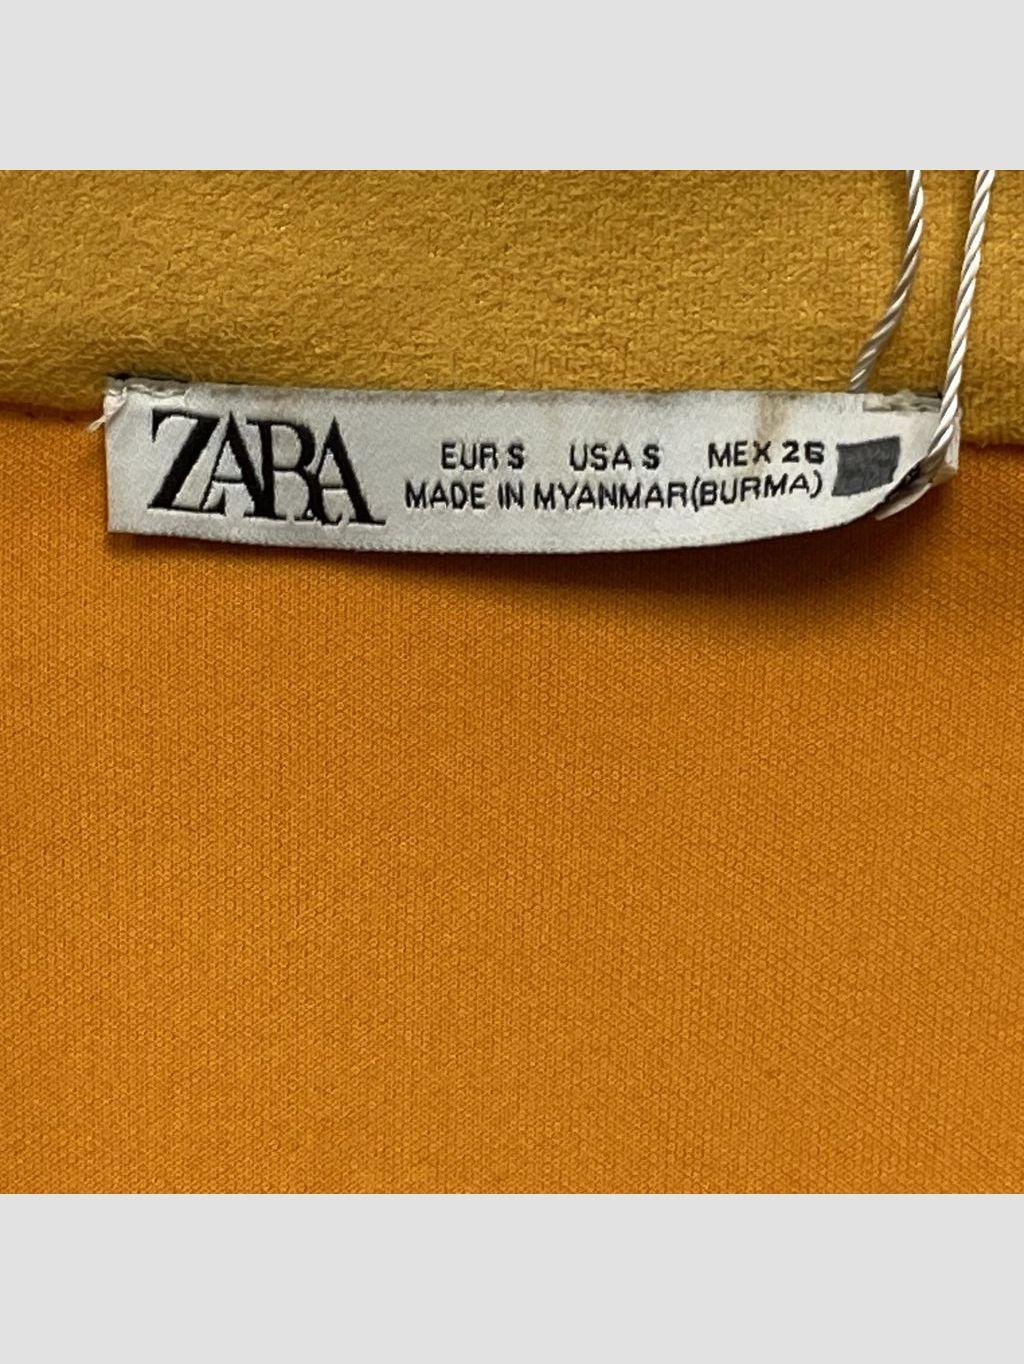 ZARA
EUR S USA S MEX 26
MADE IN MYANMAR(BURMA)